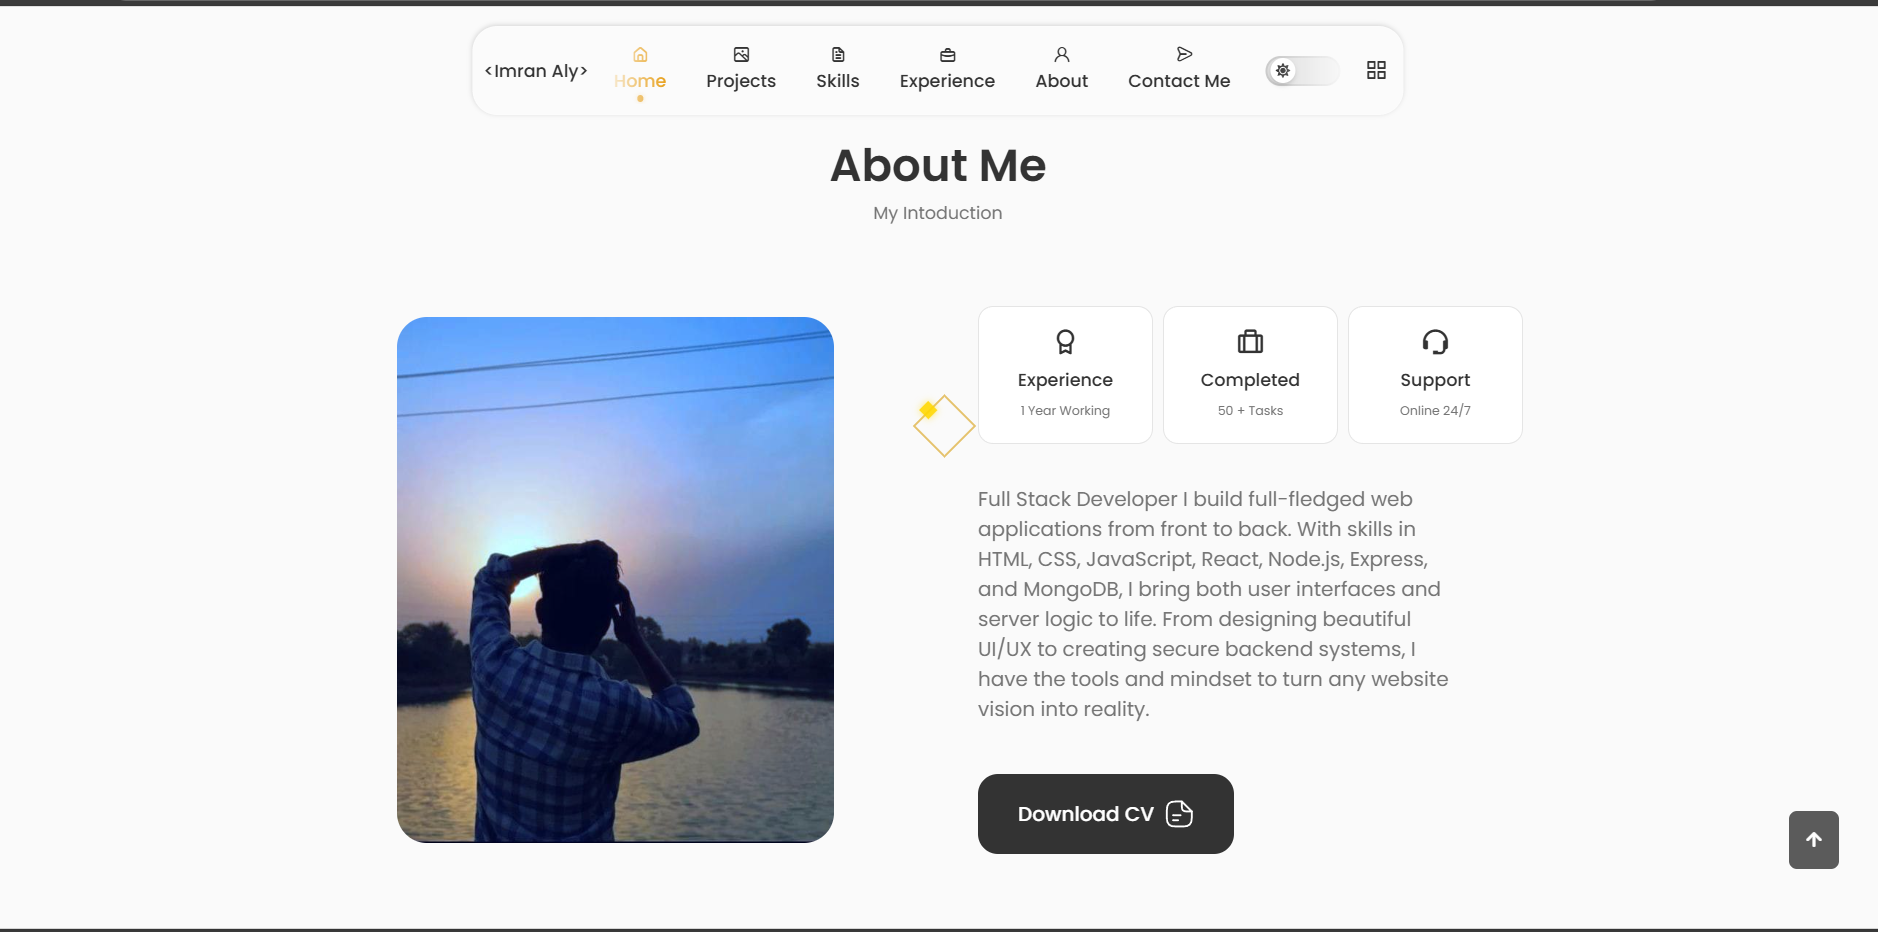 <Imran Aly>
Home
Projects
Skills
Experience
About
Contact Me
About Me
My Intoduction
Experience
1 Year Working
Completed
50 + Tasks
Support
Online 24/7
Full Stack Developer I build full-fledged web
applications from front to back. With skills in
HTML, CSS, JavaScript, React, Node.js, Express,
and MongoDB, I bring both user interfaces and
server logic to life. From designing beautiful
UI/UX to creating secure backend systems, I
have the tools and mindset to turn any website
vision into reality.
Download CV